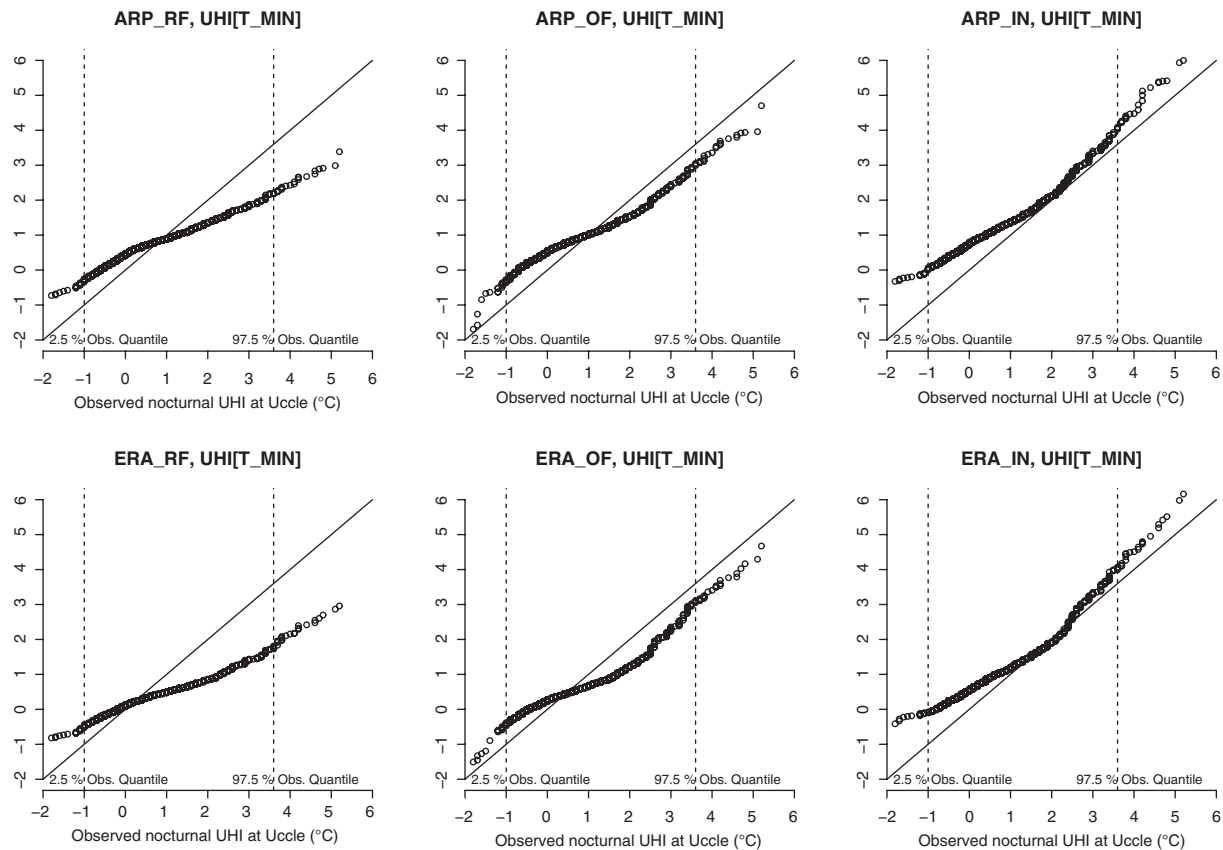 ARP_RF, UHI[T_MIN]
ARP_OF, UHI[T_MIN]
ARP_IN, UHI[T_MIN]
6
5
4
3
2
1
0
−1
−2
6
5
4
3
2
1
0
−1
−2
6
5
4
3
2
1
0
−1
−2
2.5 % Obs. Quantile
97.5 % Obs. Quantile
2.5 % Obs. Quantile
97.5 % Obs. Quantile
2.5 % Obs. Quantile
97.5 % Obs. Quantile
−2 −1 0 1 2 3 4 5 6
−2 −1 0 1 2 3 4 5 6
−2 −1 0 1 2 3 4 5 6
Observed nocturnal UHI at Uccle (°C)
Observed nocturnal UHI at Uccle (°C)
Observed nocturnal UHI at Uccle (°C)
ERA_RF, UHI[T_MIN]
ERA_OF, UHI[T_MIN]
ERA_IN, UHI[T_MIN]
6
5
4
3
2
1
0
−1
−2
6
5
4
3
2
1
0
−1
−2
6
5
4
3
2
1
0
−1
−2
2.5 % Obs. Quantile
97.5 % Obs. Quantile
2.5 % Obs. Quantile
97.5 % Obs. Quantile
2.5 % Obs. Quantile
97.5 % Obs. Quantile
−2 −1 0 1 2 3 4 5 6
−2 −1 0 1 2 3 4 5 6
−2 −1 0 1 2 3 4 5 6
Observed nocturnal UHI at Uccle (°C)
Observed nocturnal UHI at Uccle (°C)
Observed nocturnal UHI at Uccle (°C)